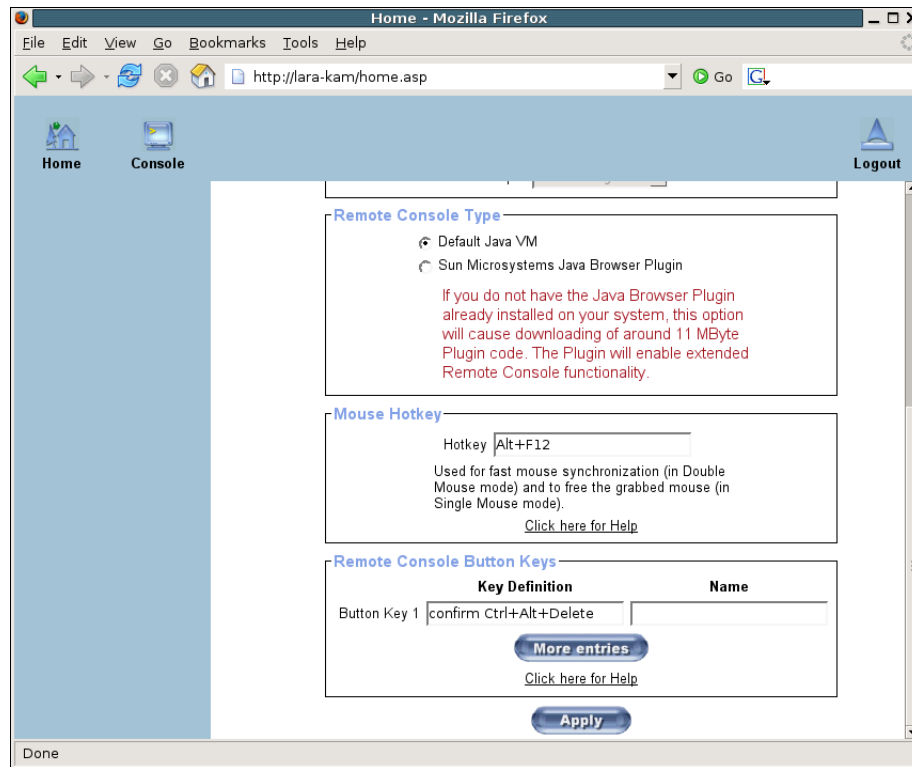 Home - Mozilla Firefox
File Edit View Go Bookmarks Tools Help
http://lara-kam/home.asp
Go
G
Home
Console
Logout
Remote Console Type
Default Java VM
Sun Microsystems Java Browser Plugin
If you do not have the Java Browser Plugin
already installed on your system, this option
will cause downloading of around 11 MByte
Plugin code. The Plugin will enable extended
Remote Console functionality.
Mouse Hotkey
Hotkey Alt+F12
Used for fast mouse synchronization (in Double
Mouse mode) and to free the grabbed mouse (in
Single Mouse mode).
Click here for Help
Remote Console Button Keys
Key Definition Name
Button Key 1 confirm Ctrl+Alt+Delete
More entries
Click here for Help
Apply
Done